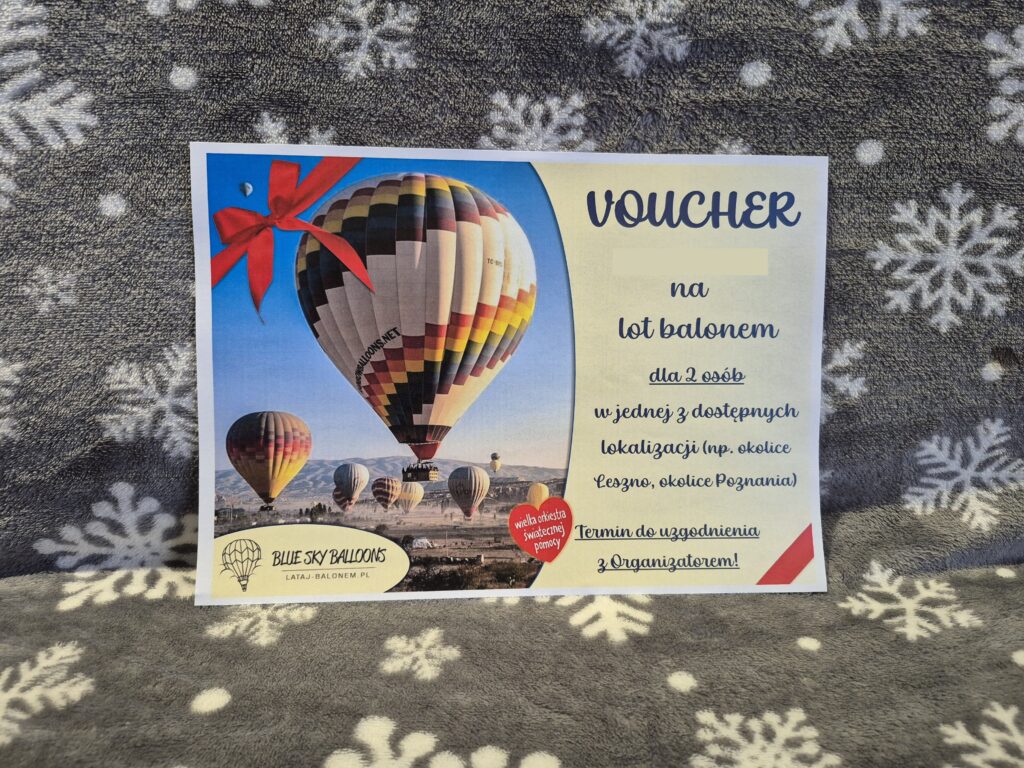 VOUCHER
na
lot balonem
dla 2 osób
w jednej z dostępnych
lokalizacji (np. okolice
Leszno, okolice Poznania)
Termin do uzgodnienia
z Organizatorem!
wielka orkiestra
świątecznej
pomocy
BLUE SKY BALLOONS
LATAJ-BALONEM.PL